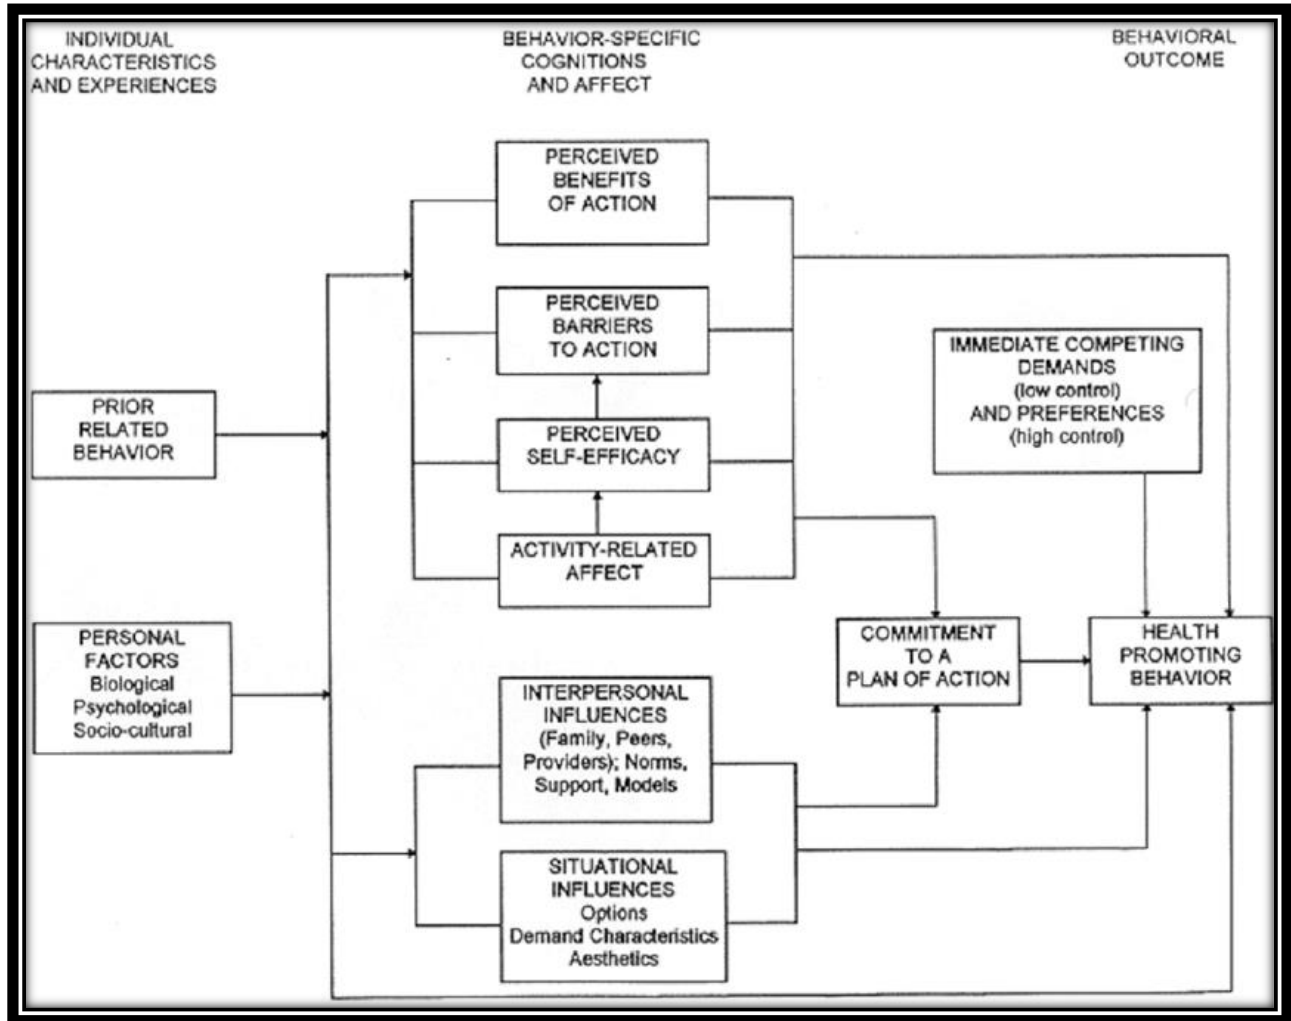 INDIVIDUAL
CHARACTERISTICS
AND EXPERIENCES
BEHAVIOR-SPECIFIC
COGNITIONS
AND AFFECT
BEHAVIORAL
OUTCOME
PERCEIVED
BENEFITS
OF ACTION
PERCEIVED
BARRIERS
TO ACTION
IMMEDIATE COMPETING
DEMANDS
(low control)
AND PREFERENCES
(high control)
PRIOR
RELATED
BEHAVIOR
PERCEIVED
SELF-EFFICACY
ACTIVITY-RELATED
AFFECT
PERSONAL
FACTORS
Biological
Psychological
Socio-cultural
COMMITMENT
TO A
PLAN OF ACTION
HEALTH
PROMOTING
BEHAVIOR
INTERPERSONAL
INFLUENCES
(Family, Peers,
Providers); Norms,
Support, Models
SITUATIONAL
INFLUENCES
Options
Demand Characteristics
Aesthetics